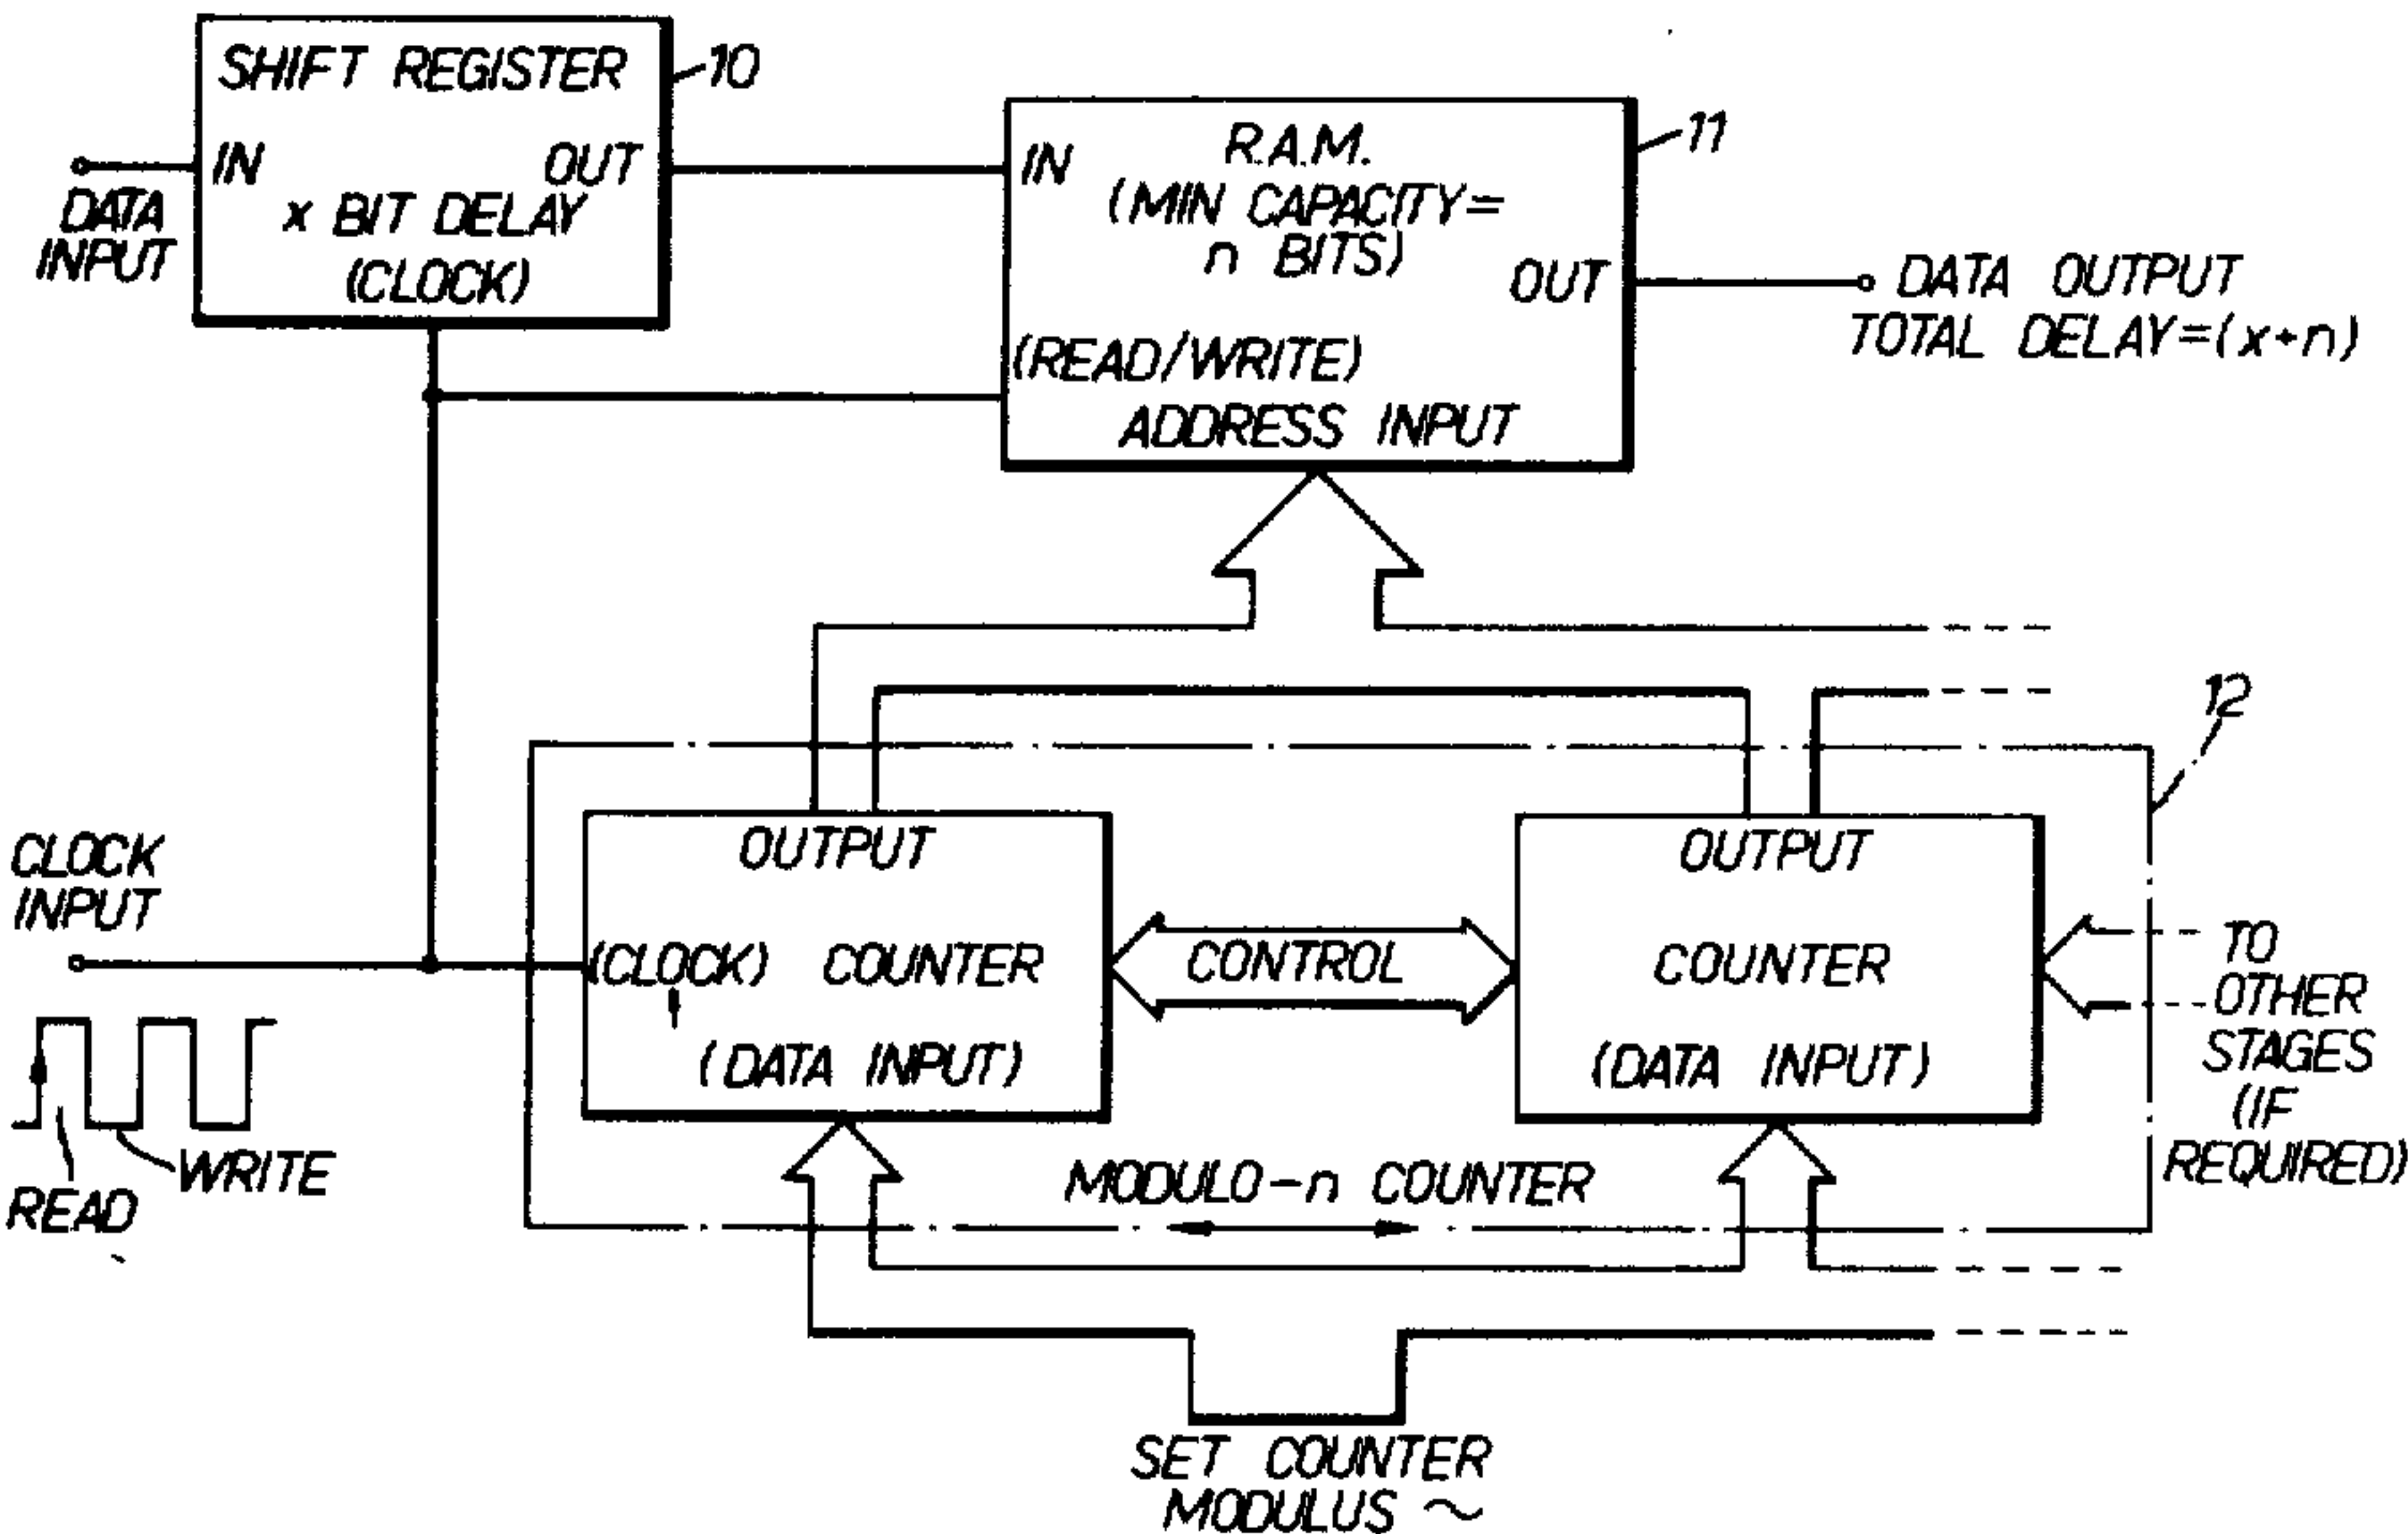 SHIFT REGISTER
10
IN OUT
x BIT DELAY
(CLOCK)
DATA
INPUT
R.A.M.
11
IN
(MIN CAPACITY=
n BITS)
OUT
(READ/WRITE)
ADDRESS INPUT
DATA OUTPUT
TOTAL DELAY=(x+n)
12
CLOCK
INPUT
READ
WRITE
OUTPUT
(CLOCK) COUNTER
(DATA INPUT)
CONTROL
OUTPUT
COUNTER
(DATA INPUT)
TO
OTHER
STAGES
(IF
REQUIRED)
MODULO-n COUNTER
SET COUNTER
MODULUS ~